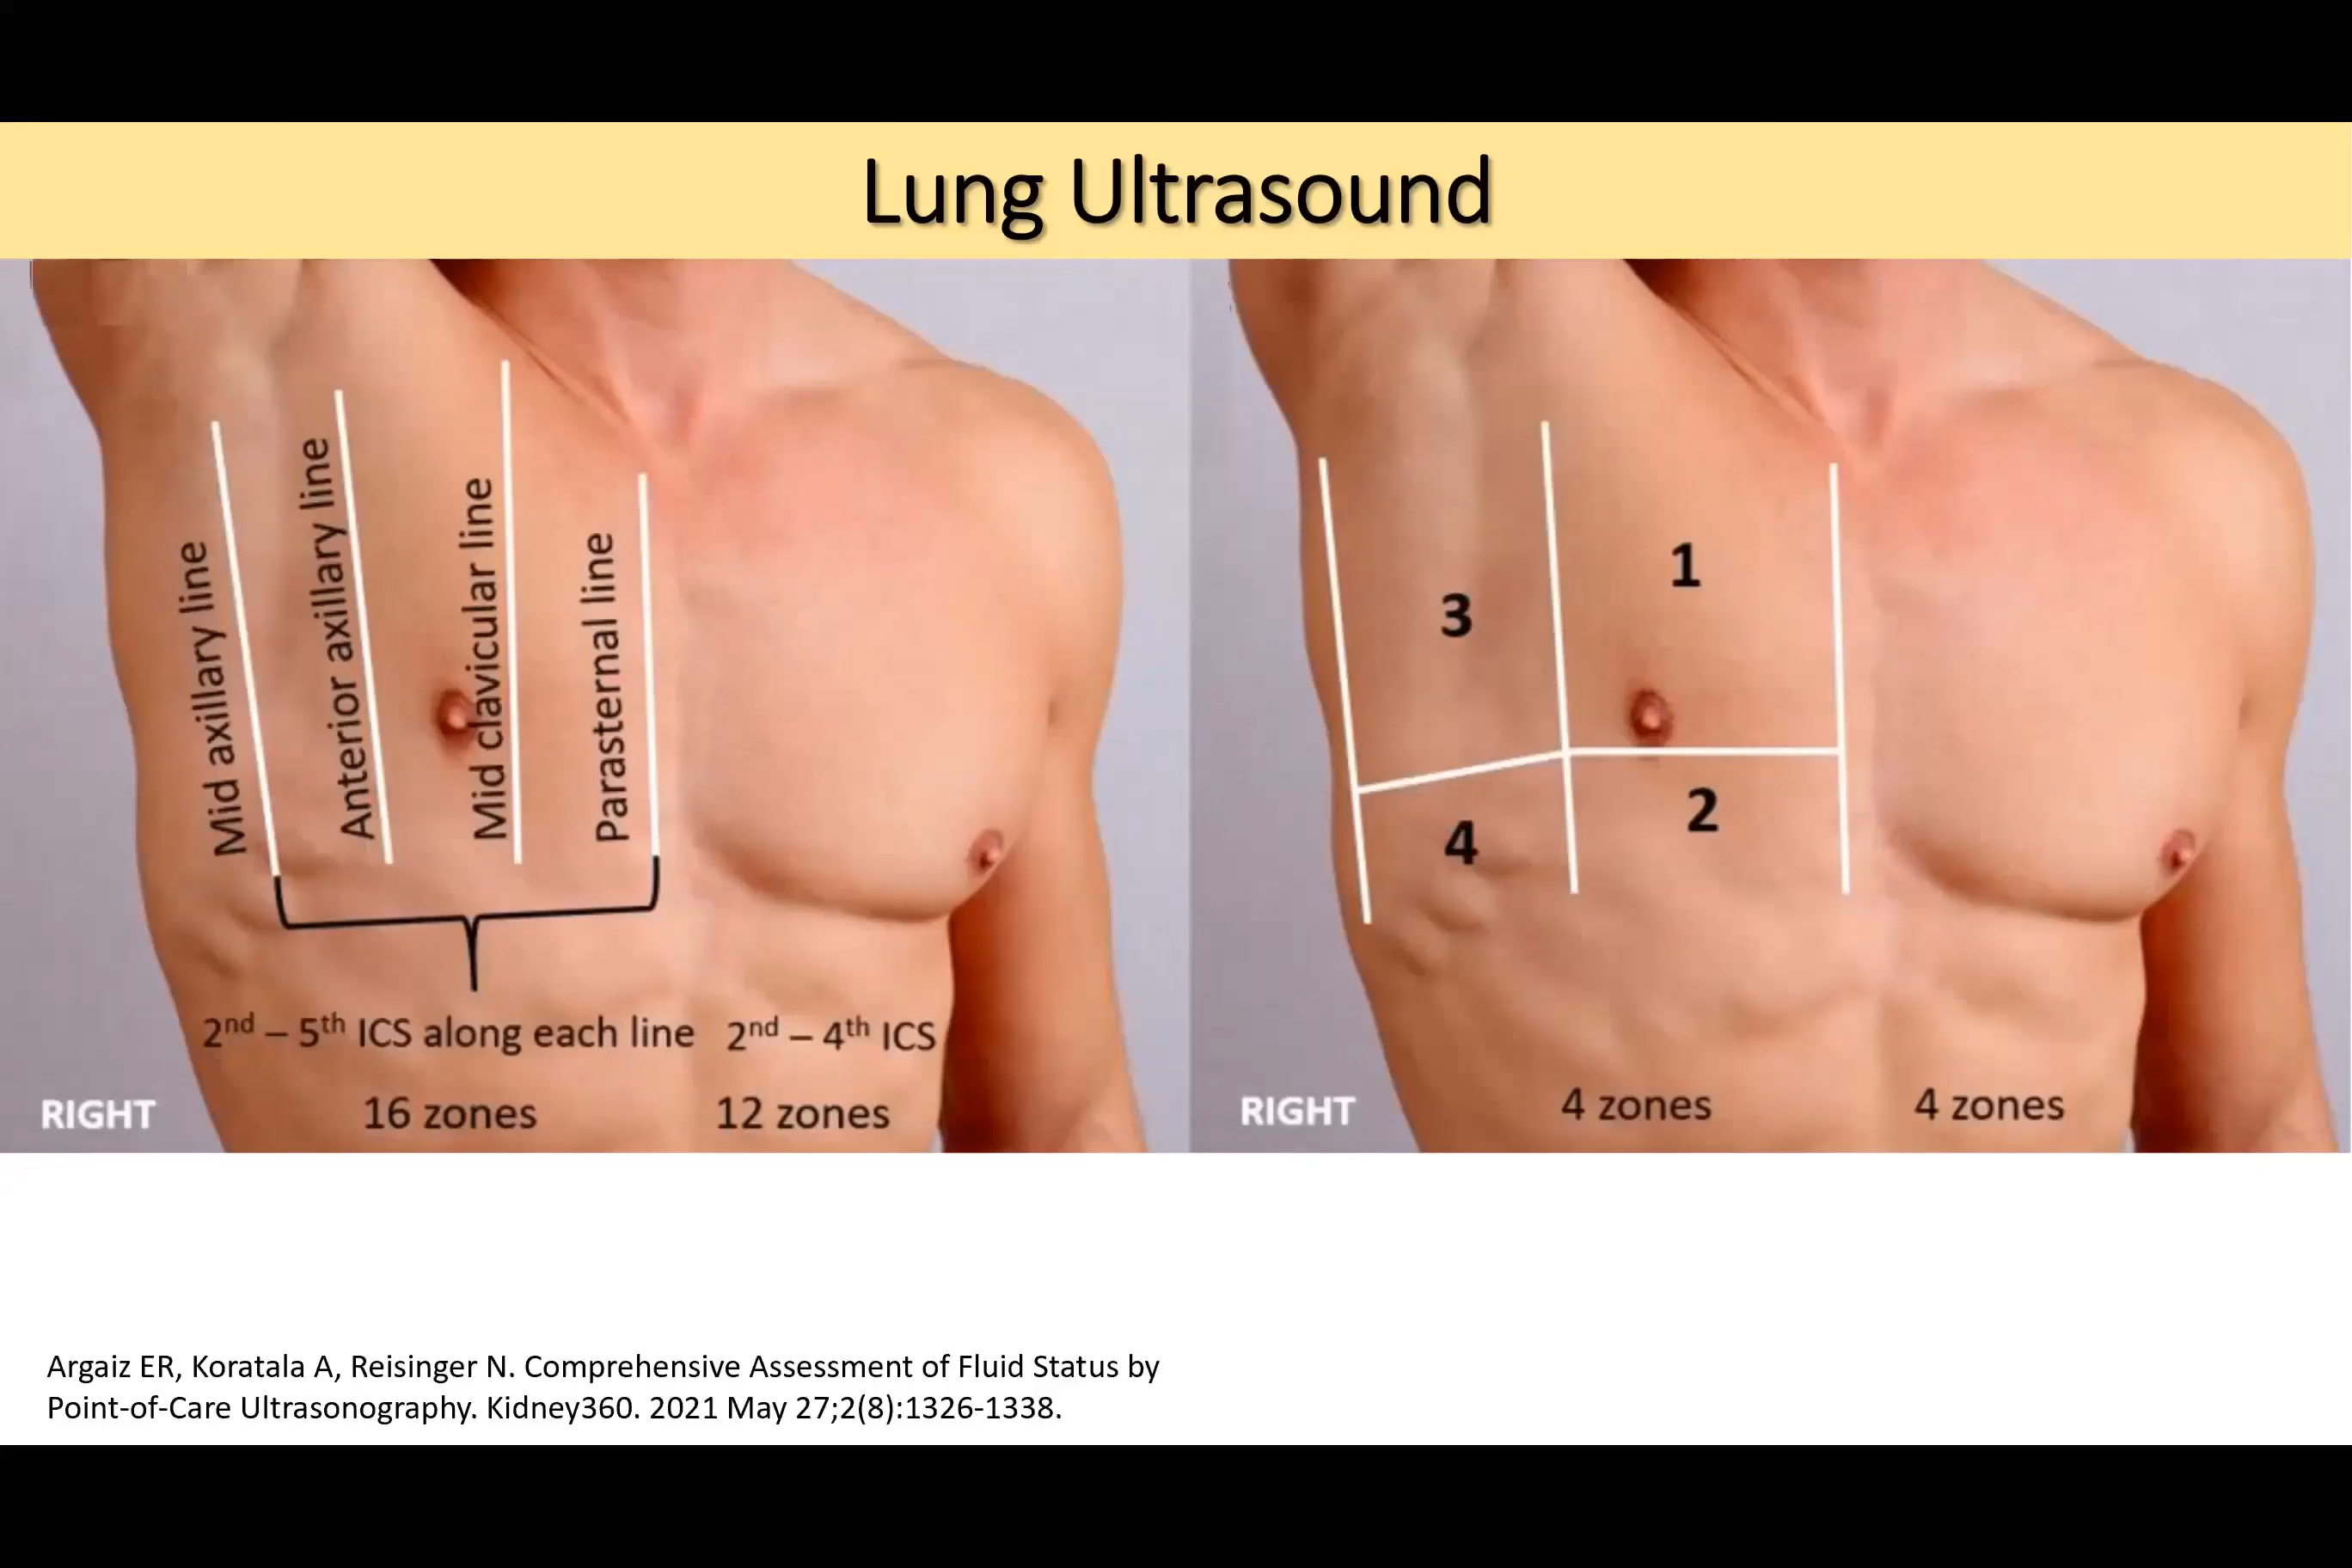 Lung Ultrasound
Mid axillary line
Anterior axillary line
Mid clavicular line
Parasternal line
2nd – 5th ICS along each line 2nd – 4th ICS
RIGHT 16 zones 12 zones
3
1
4
2
RIGHT 4 zones 4 zones
Argaiz ER, Koratala A, Reisinger N. Comprehensive Assessment of Fluid Status by
Point-of-Care Ultrasonography. Kidney360. 2021 May 27;2(8):1326-1338.